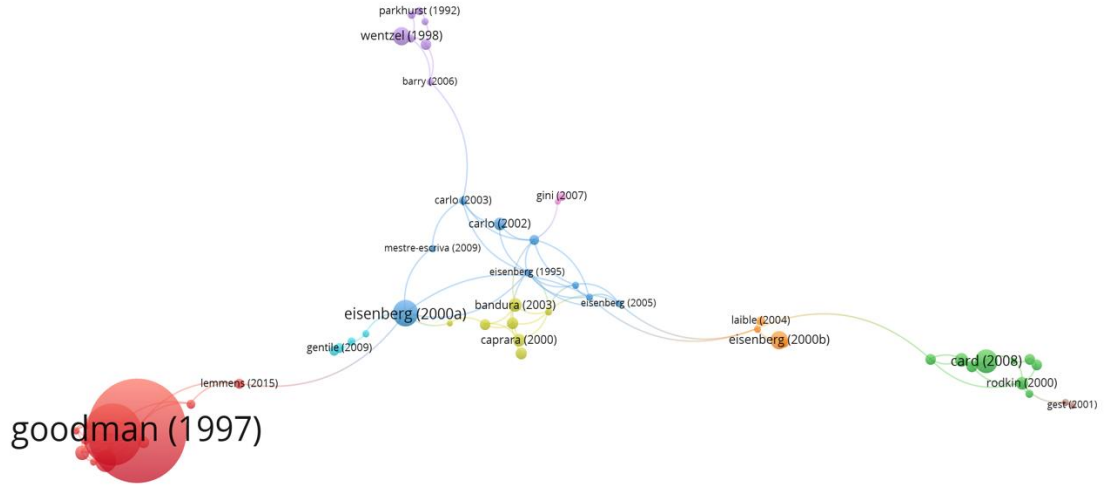 parkhurst (1992)
wentzel (1998)
barry (2006)
carlo (2003)
gini (2007)
carlo (2002)
mestre-escriva (2009)
eisenberg (1995)
bandura (2003)
eisenberg (2005)
eisenberg (2000a)
laible (2004)
caprara (2000)
eisenberg (2000b)
gentile (2009)
card (2008)
lemmens (2015)
rodkin (2000)
gest (2001)
goodman (1997)